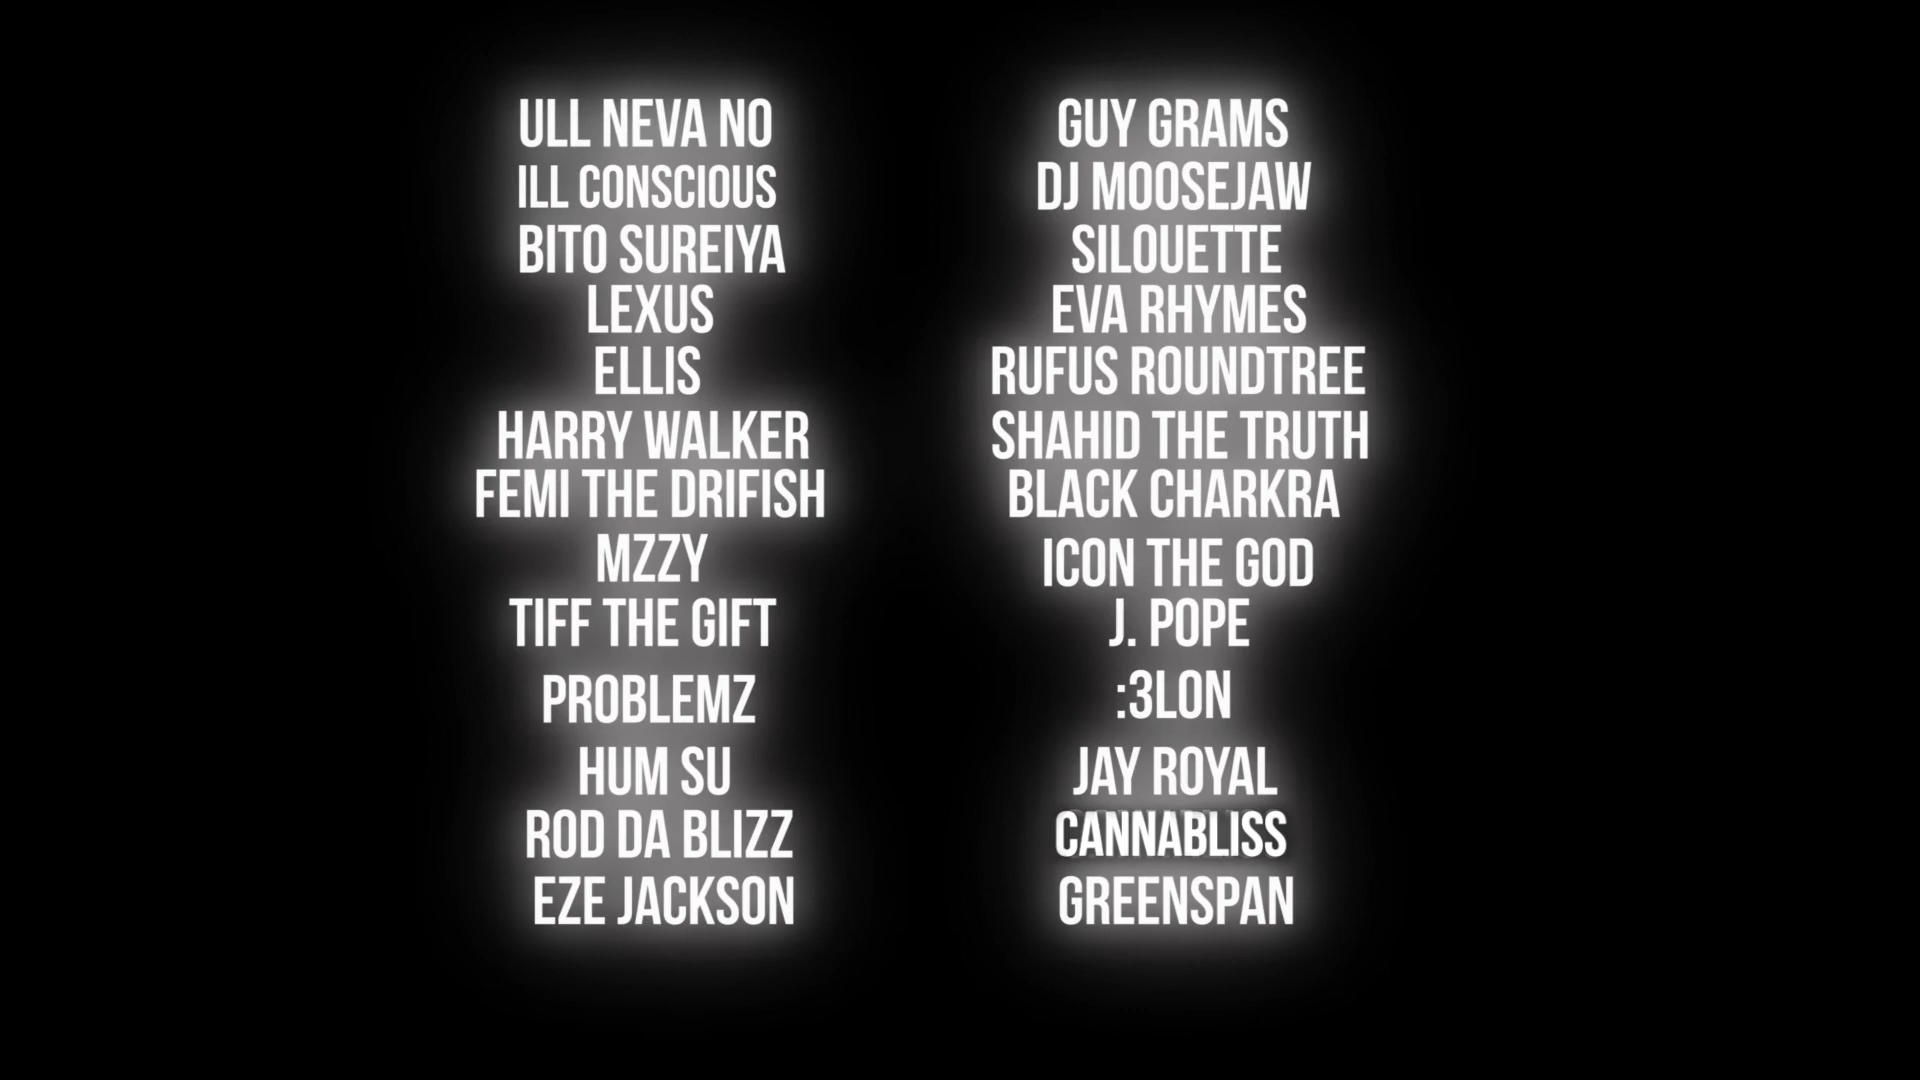 ULL NEVA NO
ILL CONSCIOUS
BITO SUREIYA
LEXUS
ELLIS
HARRY WALKER
FEMI THE DRIFISH
MZZY
TIFF THE GIFT
PROBLEMZ
HUM SU
ROD DA BLIZZ
EZE JACKSON
GUY GRAMS
DJ MOOSEJAW
SILOUETTE
EVA RHYMES
RUFUS ROUNDTREE
SHAHID THE TRUTH
BLACK CHARKRA
ICON THE GOD
J. POPE
:3LON
JAY ROYAL
CANNABLISS
GREENSPAN